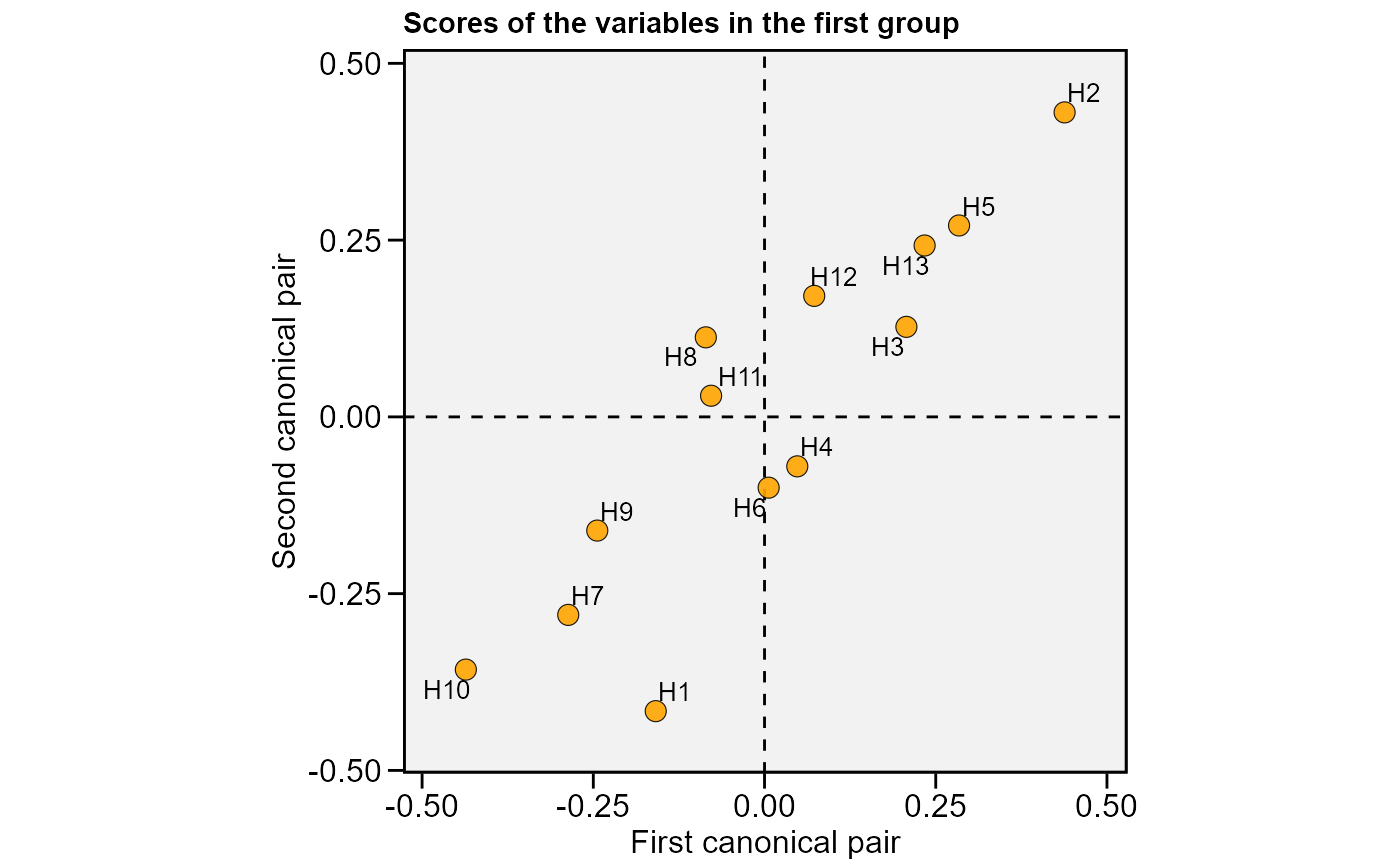 Scores of the variables in the first group
0.50
H2
H5
0.25
H13
H12
H3
H8
H11
0.00
H4
H6
H9
-0.25
H7
H10
H1
-0.50
-0.50 -0.25 0.00 0.25 0.50
First canonical pair
Second canonical pair